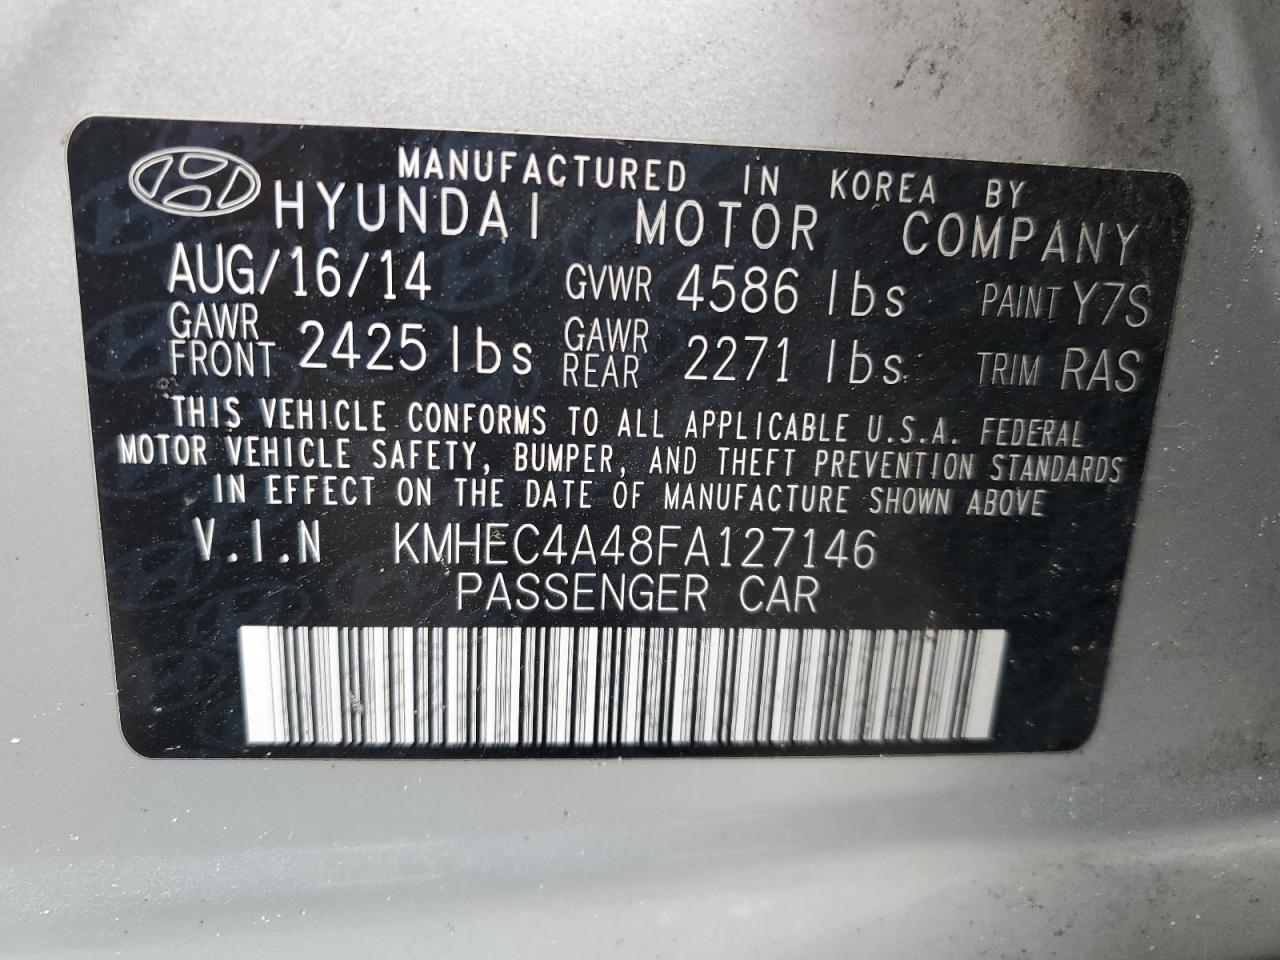 MANUFACTURED IN KOREA BY
HYUNDAI MOTOR COMPANY
AUG/16/14 GVWR 4586 lbs PAINT Y7S
GAWR FRONT 2425 lbs GAWR REAR 2271 lbs TRIM RAS
THIS VEHICLE CONFORMS TO ALL APPLICABLE U.S.A. FEDERAL
MOTOR VEHICLE SAFETY, BUMPER, AND THEFT PREVENTION STANDARDS
IN EFFECT ON THE DATE OF MANUFACTURE SHOWN ABOVE
V.I.N KMHEC4A48FA127146
PASSENGER CAR